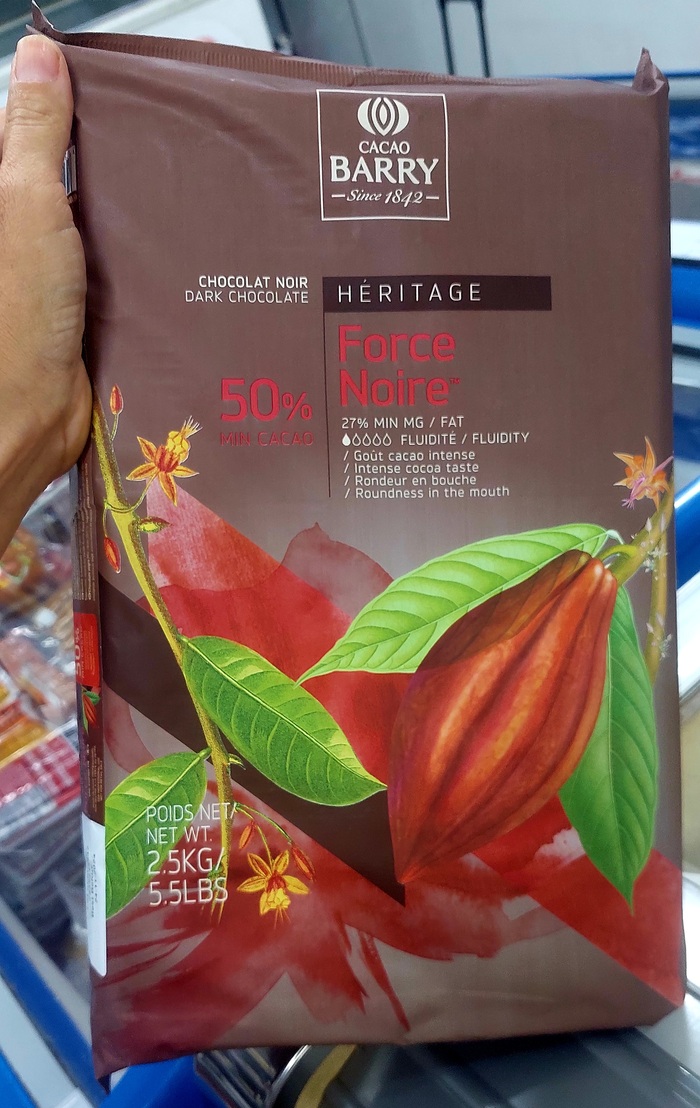 CACAO
BARRY
Since 1842
CHOCOLAT NOIR
DARK CHOCOLATE
HÉRITAGE
Force
Noire™
50%
MIN CACAO
27% MIN MG / FAT
FLUIDITÉ / FLUIDITY
/ Goût cacao intense
/ Intense cocoa taste
/ Rondeur en bouche
/ Roundness in the mouth
POIDS NET/
NET WT.
2.5KG/
5.5LBS